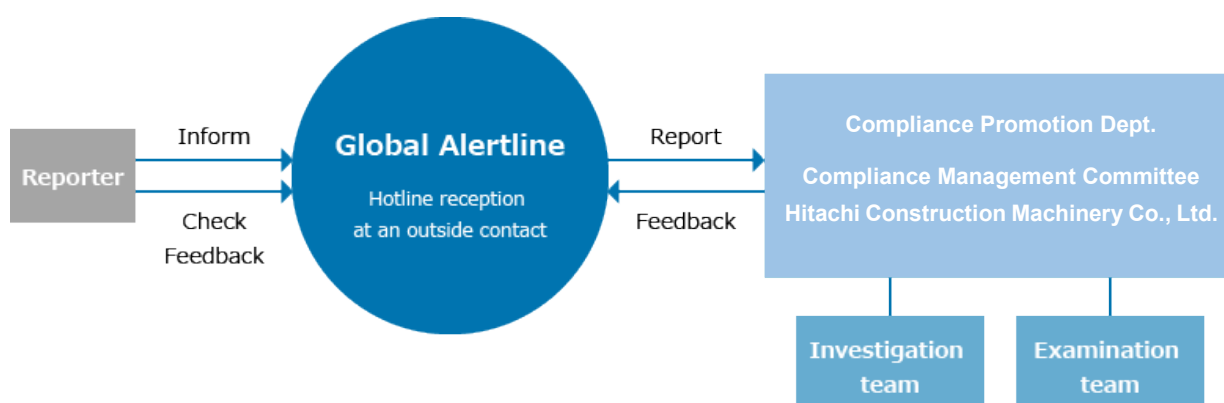 Reporter
Inform
Check
Feedback
Global Alertline
Hotline reception
at an outside contact
Report
Feedback
Compliance Promotion Dept.
Compliance Management Committee
Hitachi Construction Machinery Co., Ltd.
Investigation
team
Examination
team